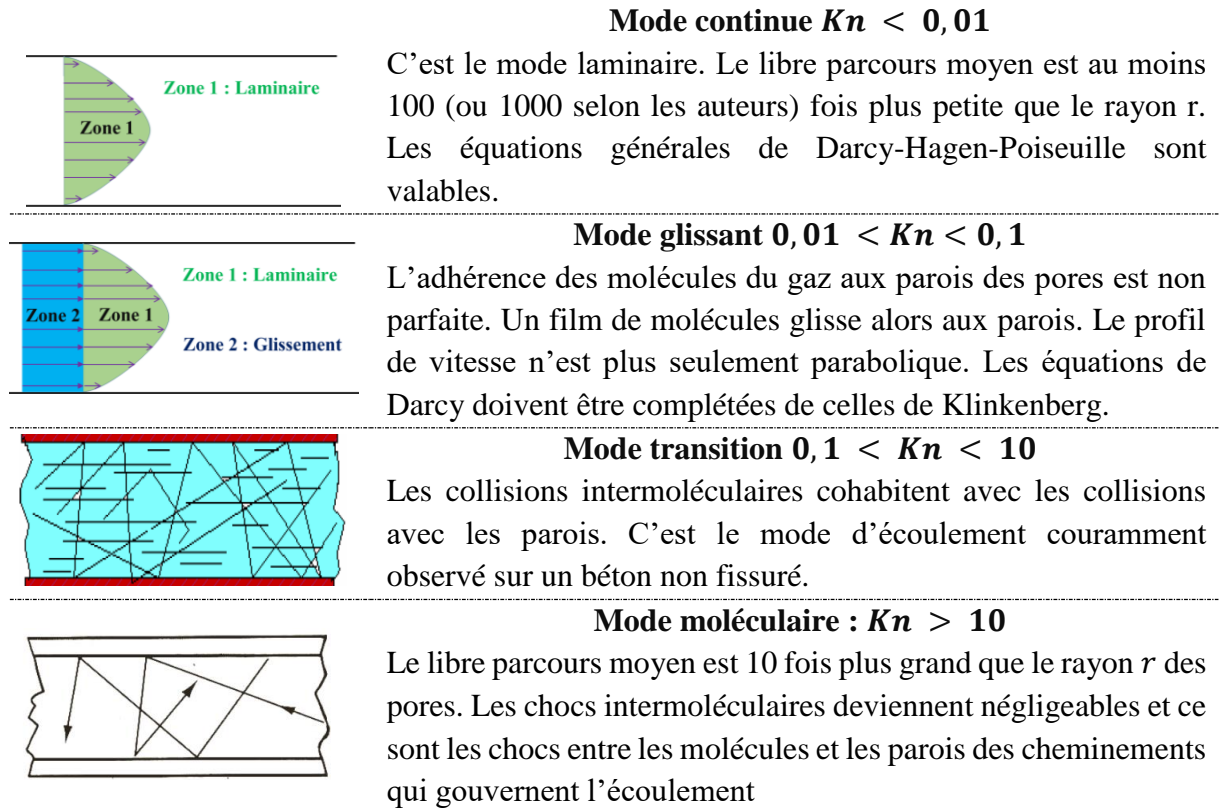 Mode continue Kn < 0,01
Zone 1 : Laminaire
Zone 1
C’est le mode laminaire. Le libre parcours moyen est au moins
100 (ou 1000 selon les auteurs) fois plus petite que le rayon r.
Les équations générales de Darcy-Hagen-Poiseuille sont
valables.
Mode glissant 0,01 < Kn < 0,1
Zone 1 : Laminaire
Zone 2 Zone 1
Zone 2 : Glissement
L’adhérence des molécules du gaz aux parois des pores est non
parfaite. Un film de molécules glisse alors aux parois. Le profil
de vitesse n’est plus seulement parabolique. Les équations de
Darcy doivent être complétées de celles de Klinkenberg.
Mode transition 0,1 < Kn < 10
Les collisions intermoléculaires cohabitent avec les collisions
avec les parois. C’est le mode d’écoulement couramment
observé sur un béton non fissuré.
Mode moléculaire : Kn > 10
Le libre parcours moyen est 10 fois plus grand que le rayon r des
pores. Les chocs intermoléculaires deviennent négligeables et ce
sont les chocs entre les molécules et les parois des cheminements
qui gouvernent l’écoulement